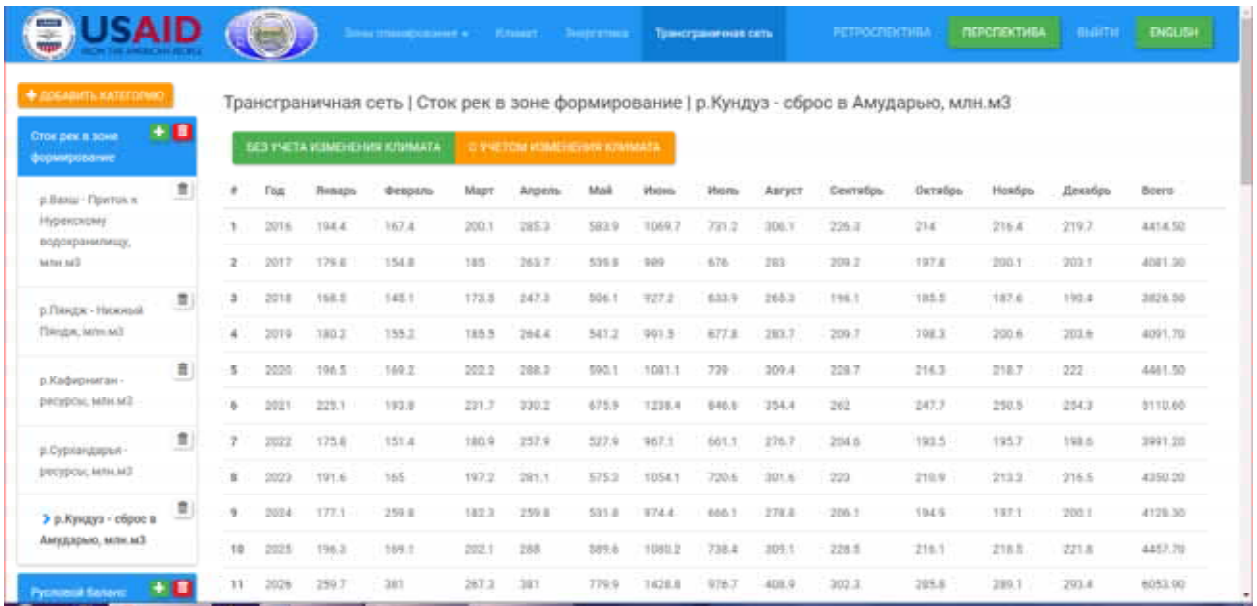 USAID
FROM THE AMERICAN PEOPLE
Зоны планирования Климат Энергетика Трансграничная сеть РЕТРОСПЕКТИВА ПЕРСПЕКТИВА ВЫЙТИ ENGLISH
+ ДОБАВИТЬ КАТЕГОРИЮ
Сток рек в зоне
формирование
р.Вахш - Приток к
Нурекскому
водохранилищу,
млн.м3
р.Пяндж - Нижний
Пяндж, млн.м3
р.Кафирниган -
ресурсы, млн.м3
р.Сурхандарья -
ресурсы, млн.м3
р.Кундуз - сброс в
Амударью, млн.м3
Русловой баланс
Трансграничная сеть | Сток рек в зоне формирование | р.Кундуз - сброс в Амударью, млн.м3
БЕЗ УЧЕТА ИЗМЕНЕНИЯ КЛИМАТА С УЧЕТОМ ИЗМЕНЕНИЯ КЛИМАТА
# Год Январь Февраль Март Апрель Май Июнь Июль Август Сентябрь Октябрь Ноябрь Декабрь Всего
1 2016 194.4 167.4 200.1 285.3 583.9 1069.7 731.2 306.1 226.3 214 216.4 219.7 4414.50
2 2017 179.8 154.8 185 263.7 539.8 989 676 283 209.2 197.8 200.1 203.1 4081.30
3 2018 168.5 145.1 173.5 247.3 506.1 927.2 633.9 265.3 196.1 185.5 187.6 190.4 3826.50
4 2019 180.2 155.2 185.5 264.4 541.2 991.5 677.8 283.7 209.7 198.3 200.6 203.6 4091.70
5 2020 196.5 169.2 202.2 288.3 590.1 1081.1 739 309.4 228.7 216.3 218.7 222 4461.50
6 2021 225.1 193.8 231.7 330.2 675.9 1238.4 846.6 354.4 262 247.7 250.5 254.3 5110.60
7 2022 175.8 151.4 180.9 257.9 527.9 967.1 661.1 276.7 204.6 193.5 195.7 198.6 3991.20
8 2023 191.6 165 197.2 281.1 575.3 1054.1 720.6 301.6 223 210.9 213.2 216.5 4350.20
9 2024 177.1 259.8 182.3 259.8 531.8 974.4 666.1 278.8 206.1 194.9 197.1 200.1 4128.30
10 2025 196.3 169.1 202.1 288 589.6 1080.2 738.4 309.1 228.5 216.1 218.5 221.8 4457.70
11 2026 259.7 381 267.3 381 779.9 1428.8 976.7 408.9 302.3 285.8 289.1 293.4 6053.90